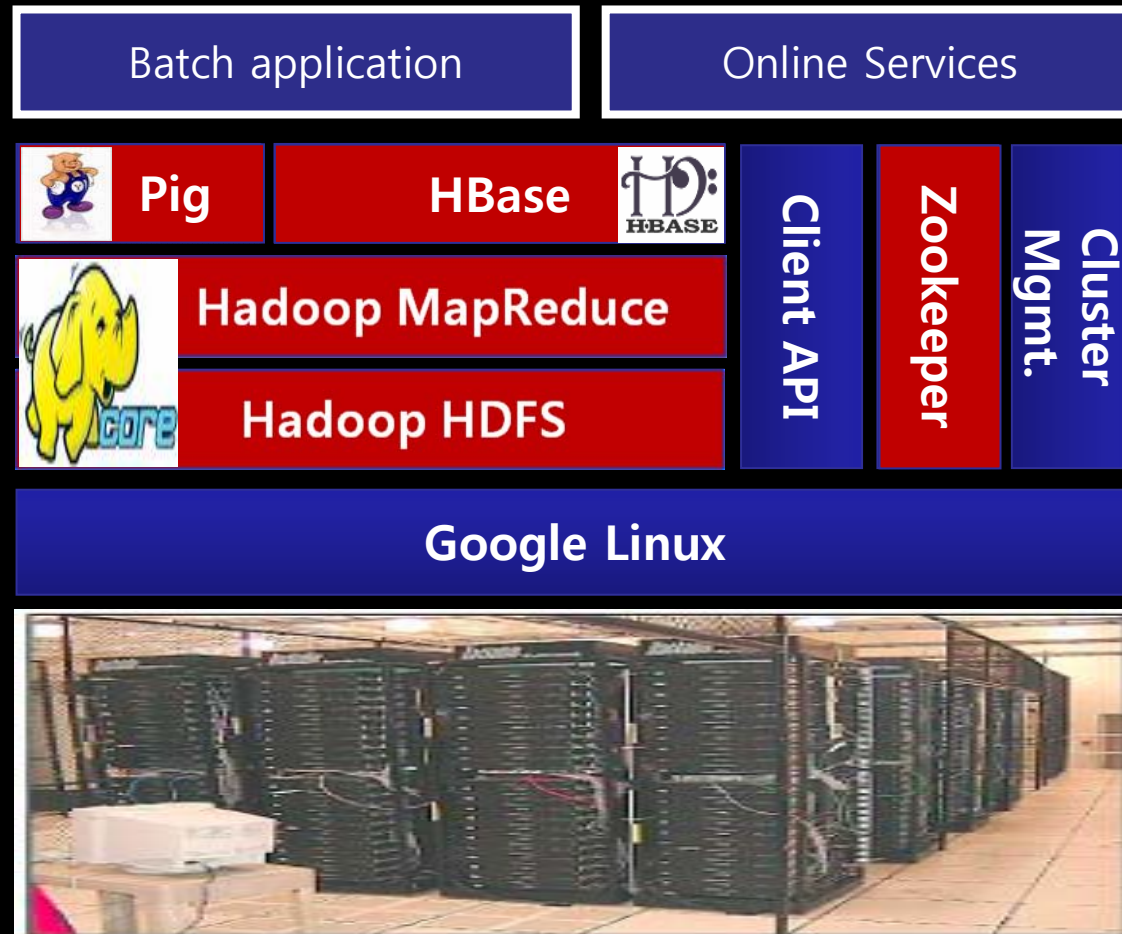 Batch application
Online Services
Pig
HBase
HBASE
Hadoop MapReduce
Hadoop HDFS
core
Client API
Zookeeper
Cluster
Mgmt.
Google Linux